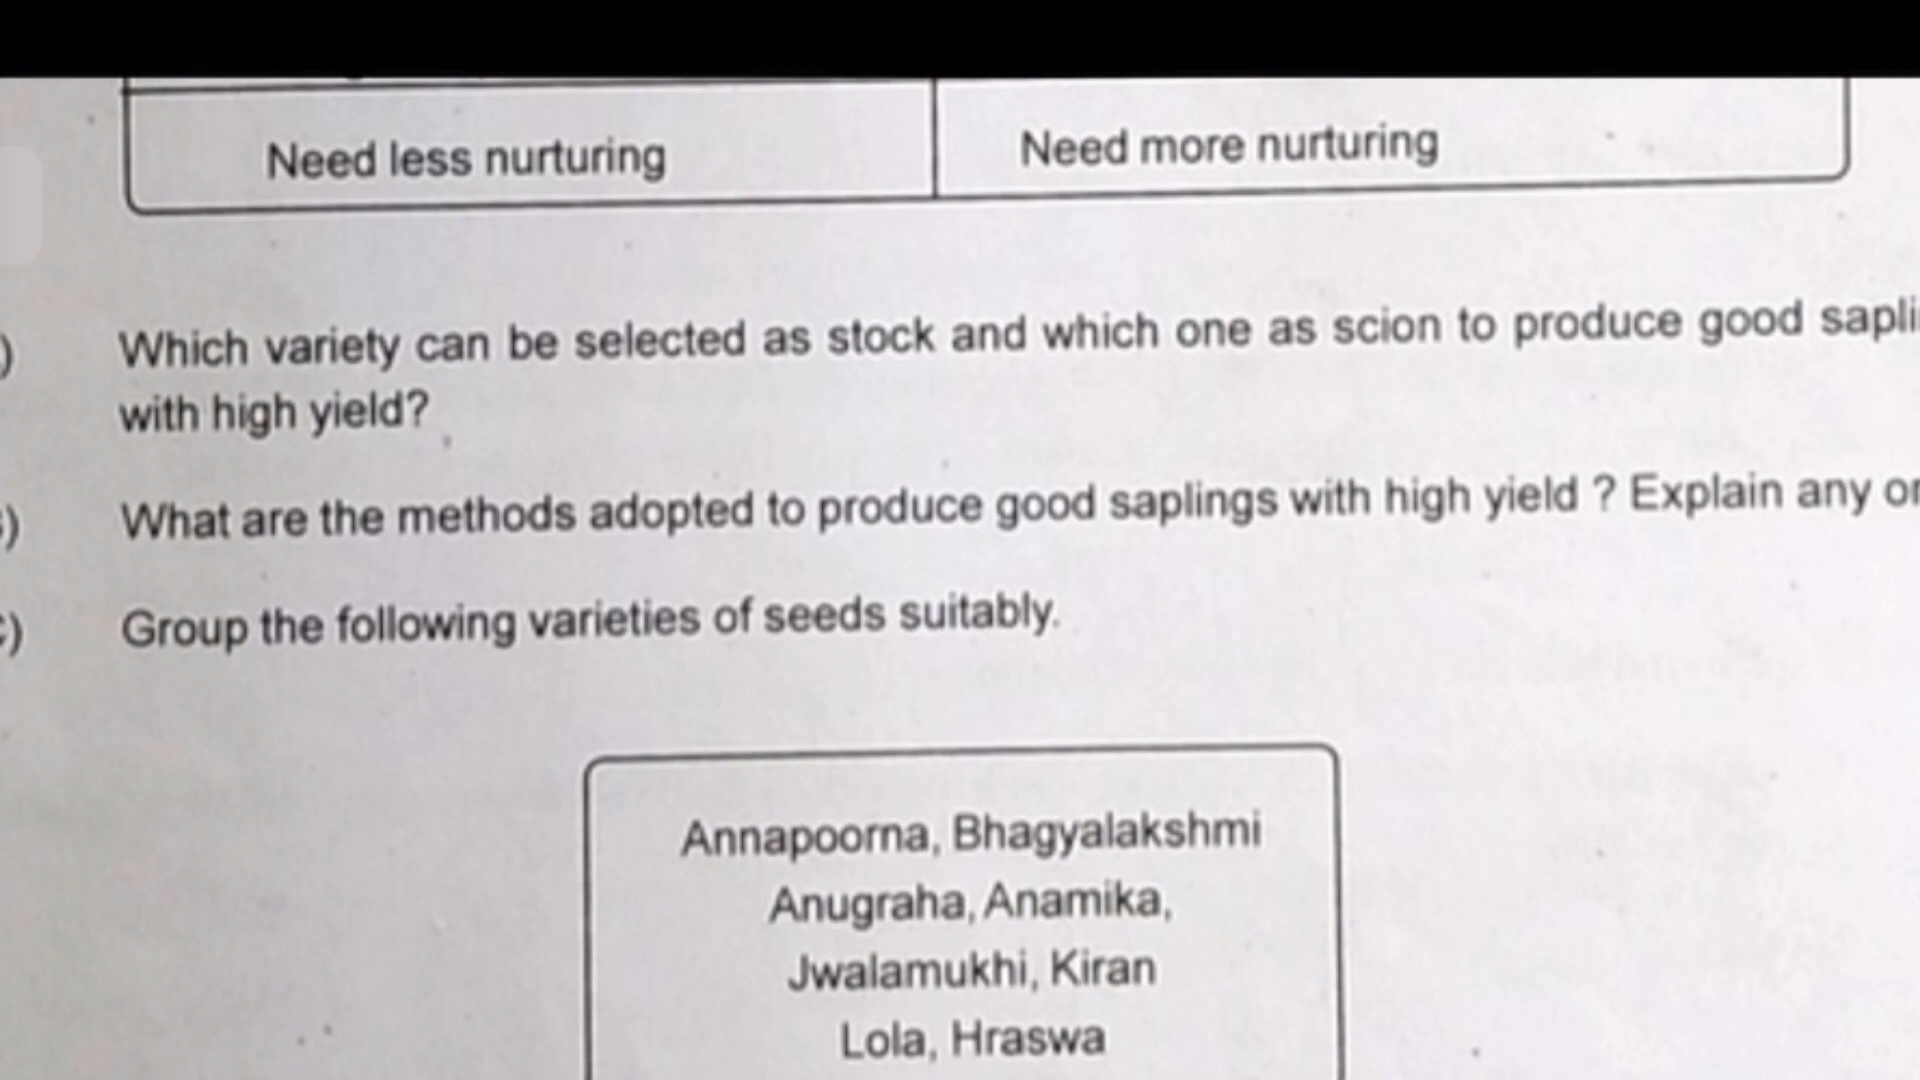 Need less nurturing
Need more nurturing
Which variety can be selected as stock and which one as scion to produce good
with high yield?
What are the methods adopted to produce good saplings with high yield ? Explain any
Group the following varieties of seeds suitably.
Annapoorna, Bhagyalakshmi
Anugraha, Anamika,
Jwalamukhi, Kiran
Lola, Hraswa